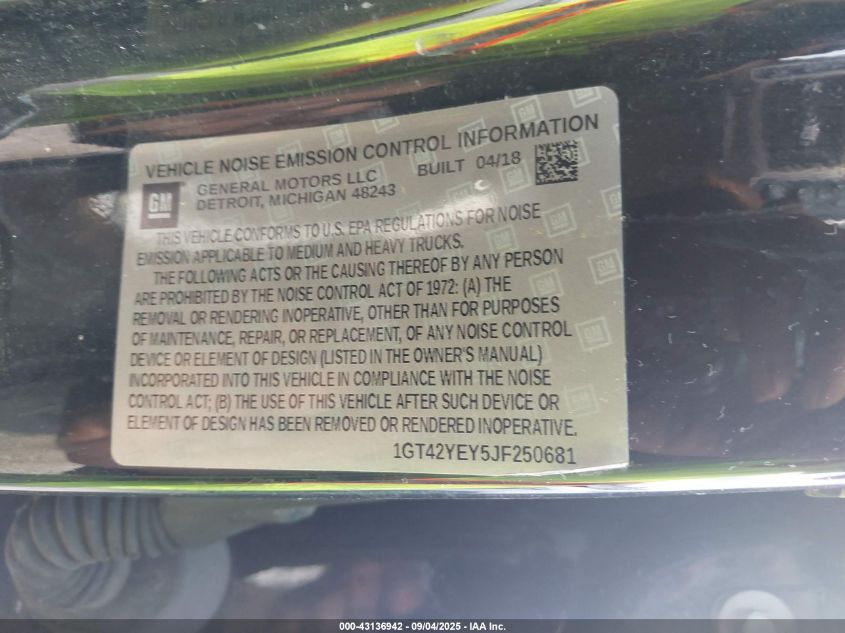 VEHICLE NOISE EMISSION CONTROL INFORMATION
GM
GENERAL MOTORS LLC
BUILT 04/18
DETROIT, MICHIGAN 48243
THIS VEHICLE CONFORMS TO U.S. EPA REGULATIONS FOR NOISE
EMISSION APPLICABLE TO MEDIUM AND HEAVY TRUCKS.
THE FOLLOWING ACTS OR THE CAUSING THEREOF BY ANY PERSON
ARE PROHIBITED BY THE NOISE CONTROL ACT OF 1972: (A) THE
REMOVAL OR RENDERING INOPERATIVE, OTHER THAN FOR PURPOSES
OF MAINTENANCE, REPAIR, OR REPLACEMENT, OF ANY NOISE CONTROL
DEVICE OR ELEMENT OF DESIGN (LISTED IN THE OWNER'S MANUAL)
INCORPORATED INTO THIS VEHICLE IN COMPLIANCE WITH THE NOISE
CONTROL ACT; (B) THE USE OF THIS VEHICLE AFTER SUCH DEVICE OR
ELEMENT OF DESIGN HAS BEEN REMOVED OR RENDERED INOPERATIVE.
1GT42YEY5JF250681
000-43136942 - 09/04/2025 - IAA Inc.